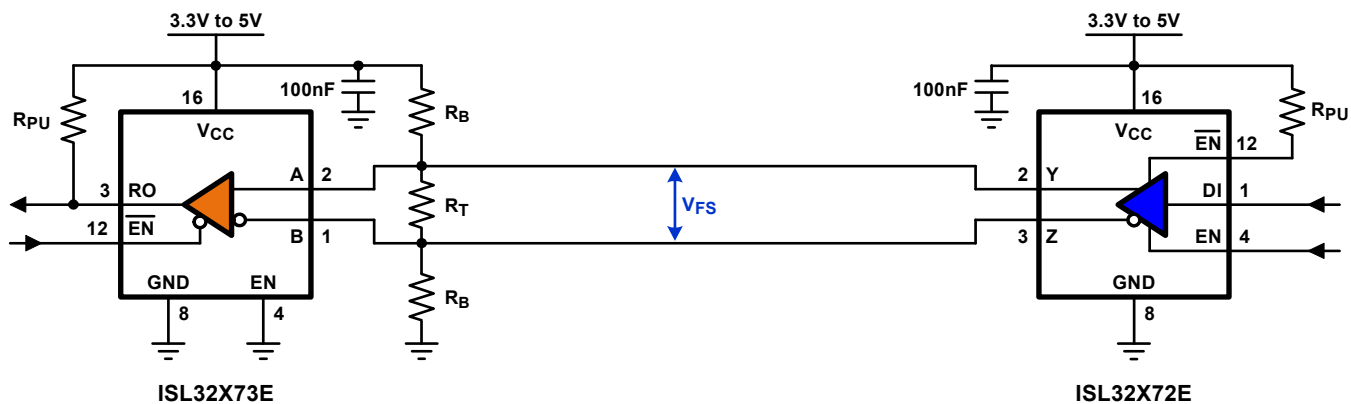 3.3V to 5V
3.3V to 5V
100nF
100nF
16
16
RPU
RB
RPU
VCC
VCC
EN
12
A
2
2
Y
3
RO
RT
VFS
DI
1
12
EN
B
1
3
Z
EN
4
GND
EN
RB
GND
8
4
8
ISL32X73E
ISL32X72E